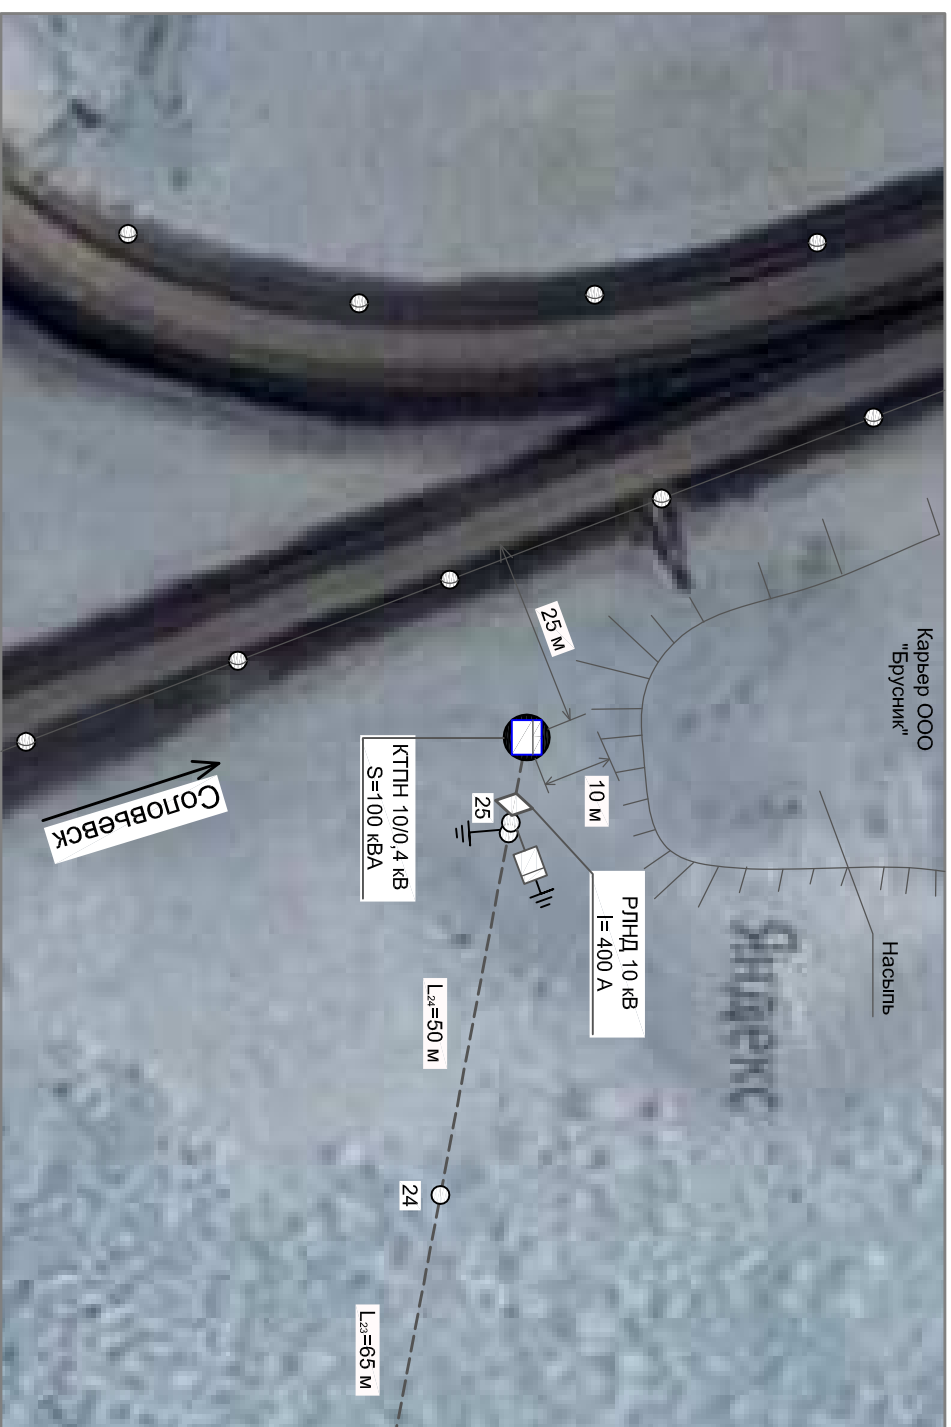 Карьер ООО
"Брусник"
25 м
10 м
КТПН 10/0,4 кВ
S=100 кВА
25
Соловьевск
РЛНД 10 кВ
I= 400 А
Насыпь
Яндекс
L₂₄=50 м
24
L₂₃=65 м